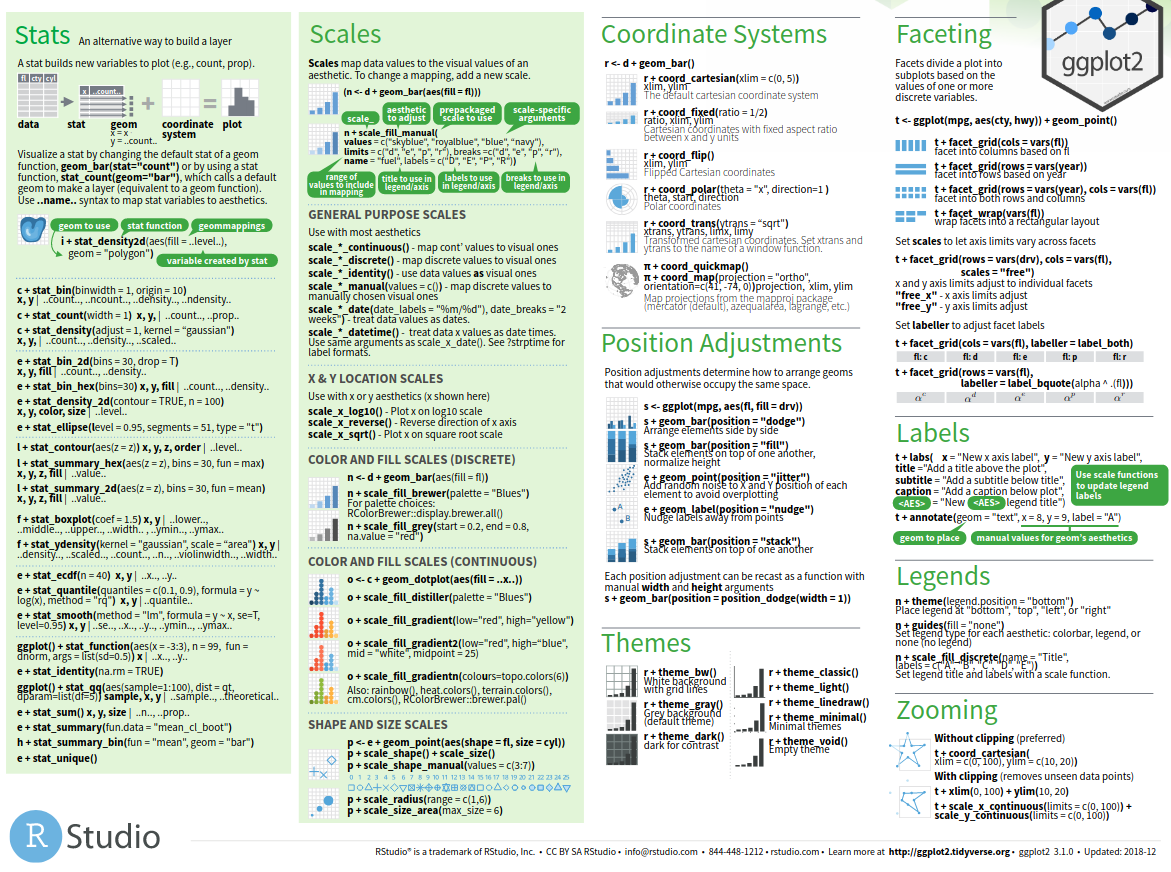 Stats An alternative way to build a layer
A stat builds new variables to plot (e.g., count, prop).
fl cty cyl
x ..count..
+ =
data stat geom coordinate plot
x = x system
y = ..count..
Visualize a stat by changing the default stat of a geom
function, geom_bar(stat="count") or by using a stat
function, stat_count(geom="bar"), which calls a default
geom to make a layer (equivalent to a geom function).
Use ..name.. syntax to map stat variables to aesthetics.
geom to use stat function geommappings
i + stat_density2d(aes(fill = ..level..),
geom = "polygon")
variable created by stat
c + stat_bin(binwidth = 1, origin = 10)
x, y | ..count.., ..ncount.., ..density.., ..ndensity..
c + stat_count(width = 1) x, y, | ..count.., ..prop..
c + stat_density(adjust = 1, kernel = “gaussian")
x, y, | ..count.., ..density.., ..scaled..
e + stat_bin_2d(bins = 30, drop = T)
x, y, fill | ..count.., ..density..
e + stat_bin_hex(bins=30) x, y, fill | ..count.., ..density..
e + stat_density_2d(contour = TRUE, n = 100)
x, y, color, size | ..level..
e + stat_ellipse(level = 0.95, segments = 51, type = "t")
l + stat_contour(aes(z = z)) x, y, z, order | ..level..
l + stat_summary_hex(aes(z = z), bins = 30, fun = max)
x, y, z, fill | ..value..
l + stat_summary_2d(aes(z = z), bins = 30, fun = mean)
x, y, z, fill | ..value..
f + stat_boxplot(coef = 1.5) x, y | ..lower..,
..middle.., ..upper.., ..width.. , ..ymin.., ..ymax..
f + stat_ydensity(kernel = "gaussian", scale = “area") x, y |
..density.., ..scaled.., ..count.., ..n.., ..violinwidth.., ..width..
e + stat_ecdf(n = 40) x, y | ..x.., ..y..
e + stat_quantile(quantiles = c(0.1, 0.9), formula = y ~
log(x), method = "rq") x, y | ..quantile..
e + stat_smooth(method = "lm", formula = y ~ x, se=T,
level=0.95) x, y | ..se.., ..x.., ..y.., ..ymin.., ..ymax..
ggplot() + stat_function(aes(x = -3:3), n = 99, fun =
dnorm, args = list(sd=0.5)) x | ..x.., ..y..
e + stat_identity(na.rm = TRUE)
ggplot() + stat_qq(aes(sample=1:100), dist = qt,
dparam=list(df=5)) sample, x, y | ..sample.., ..theoretical..
e + stat_sum() x, y, size | ..n.., ..prop..
e + stat_summary(fun.data = "mean_cl_boot")
h + stat_summary_bin(fun = "mean", geom = "bar")
e + stat_unique()
Scales
Scales map data values to the visual values of an
aesthetic. To change a mapping, add a new scale.
(n <- d + geom_bar(aes(fill = fl)))
scale_ aesthetic to adjust prepackaged scale to use scale-specific arguments
n + scale_fill_manual(
values = c("skyblue", "royalblue", "blue", "navy"),
limits = c("d", "e", "p", "r"), breaks =c("d", "e", "p", “r"),
name = "fuel", labels = c("D", "E", "P", "R"))
range of values to include in mapping title to use in legend/axis labels to use in legend/axis breaks to use in legend/axis
GENERAL PURPOSE SCALES
Use with most aesthetics
scale_*_continuous() - map cont’ values to visual ones
scale_*_discrete() - map discrete values to visual ones
scale_*_identity() - use data values as visual ones
scale_*_manual(values = c()) - map discrete values to
manually chosen visual ones
scale_*_date(date_labels = "%m/%d"), date_breaks = "2
weeks") - treat data values as dates.
scale_*_datetime() - treat data x values as date times.
Use same arguments as scale_x_date(). See ?strptime for
label formats.
X & Y LOCATION SCALES
Use with x or y aesthetics (x shown here)
scale_x_log10() - Plot x on log10 scale
scale_x_reverse() - Reverse direction of x axis
scale_x_sqrt() - Plot x on square root scale
COLOR AND FILL SCALES (DISCRETE)
n <- d + geom_bar(aes(fill = fl))
n + scale_fill_brewer(palette = "Blues")
For palette choices:
RColorBrewer::display.brewer.all()
n + scale_fill_grey(start = 0.2, end = 0.8,
na.value = "red")
COLOR AND FILL SCALES (CONTINUOUS)
o <- c + geom_dotplot(aes(fill = ..x..))
o + scale_fill_distiller(palette = "Blues")
o + scale_fill_gradient(low="red", high="yellow")
o + scale_fill_gradient2(low="red", high=“blue",
mid = "white", midpoint = 25)
o + scale_fill_gradientn(colours=topo.colors(6))
Also: rainbow(), heat.colors(), terrain.colors(),
cm.colors(), RColorBrewer::brewer.pal()
SHAPE AND SIZE SCALES
p <- e + geom_point(aes(shape = fl, size = cyl))
p + scale_shape() + scale_size()
p + scale_shape_manual(values = c(3:7))
0 1 2 3 4 5 6 7 8 9 10 11 12 13 14 15 16 17 18 19 20 21 22 23 24 25
p + scale_radius(range = c(1,6))
p + scale_size_area(max_size = 6)
Coordinate Systems
r <- d + geom_bar()
r + coord_cartesian(xlim = c(0, 5))
xlim, ylim
The default cartesian coordinate system
r + coord_fixed(ratio = 1/2)
ratio, xlim, ylim
Cartesian coordinates with fixed aspect ratio
between x and y units
r + coord_flip()
xlim, ylim
Flipped Cartesian coordinates
r + coord_polar(theta = "x", direction=1 )
theta, start, direction
Polar coordinates
r + coord_trans(ytrans = “sqrt")
xtrans, ytrans, limx, limy
Transformed cartesian coordinates. Set xtrans and
ytrans to the name of a window function.
π + coord_quickmap()
π + coord_map(projection = "ortho",
orientation=c(41, -74, 0))projection, xlim, ylim
Map projections from the mapproj package
(mercator (default), azequalarea, lagrange, etc.)
Position Adjustments
Position adjustments determine how to arrange geoms
that would otherwise occupy the same space.
s <- ggplot(mpg, aes(fl, fill = drv))
s + geom_bar(position = "dodge")
Arrange elements side by side
s + geom_bar(position = "fill")
Stack elements on top of one another,
normalize height
e + geom_point(position = "jitter")
Add random noise to X and Y position of each
element to avoid overplotting
A
B
e + geom_label(position = "nudge")
Nudge labels away from points
s + geom_bar(position = "stack")
Stack elements on top of one another
Each position adjustment can be recast as a function with
manual width and height arguments
s + geom_bar(position = position_dodge(width = 1))
Themes
r + theme_bw()
White background
with grid lines
r + theme_gray()
Grey background
(default theme)
r + theme_dark()
dark for contrast
r + theme_classic()
r + theme_light()
r + theme_linedraw()
r + theme_minimal()
Minimal themes
r + theme_void()
Empty theme
Faceting
ggplot2
Facets divide a plot into
subplots based on the
values of one or more
discrete variables.
t <- ggplot(mpg, aes(cty, hwy)) + geom_point()
t + facet_grid(cols = vars(fl))
facet into columns based on fl
t + facet_grid(rows = vars(year))
facet into rows based on year
t + facet_grid(rows = vars(year), cols = vars(fl))
facet into both rows and columns
t + facet_wrap(vars(fl))
wrap facets into a rectangular layout
Set scales to let axis limits vary across facets
t + facet_grid(rows = vars(drv), cols = vars(fl),
scales = "free")
x and y axis limits adjust to individual facets
"free_x" - x axis limits adjust
"free_y" - y axis limits adjust
Set labeller to adjust facet labels
t + facet_grid(cols = vars(fl), labeller = label_both)
fl: c fl: d fl: e fl: p fl: r
t + facet_grid(rows = vars(fl),
labeller = label_bquote(alpha ^ .(fl)))
α^c α^d α^e α^p α^r
Labels
t + labs( x = "New x axis label", y = "New y axis label",
title ="Add a title above the plot",
subtitle = "Add a subtitle below title",
caption = "Add a caption below plot",
<AES> = "New <AES> legend title")
Use scale functions
to update legend
labels
t + annotate(geom = "text", x = 8, y = 9, label = "A")
geom to place manual values for geom's aesthetics
Legends
n + theme(legend.position = "bottom")
Place legend at "bottom", "top", "left", or "right"
n + guides(fill = "none")
Set legend type for each aesthetic: colorbar, legend, or
none (no legend)
n + scale_fill_discrete(name = "Title",
labels = c("A", "B", "C", "D", "E"))
Set legend title and labels with a scale function.
Zooming
Without clipping (preferred)
t + coord_cartesian(
xlim = c(0, 100), ylim = c(10, 20))
With clipping (removes unseen data points)
t + xlim(0, 100) + ylim(10, 20)
t + scale_x_continuous(limits = c(0, 100)) +
scale_y_continuous(limits = c(0, 100))
R Studio
RStudio® is a trademark of RStudio, Inc. • CC BY SA RStudio • info@rstudio.com • 844-448-1212 • rstudio.com • Learn more at http://ggplot2.tidyverse.org • ggplot2 3.1.0 • Updated: 2018-12